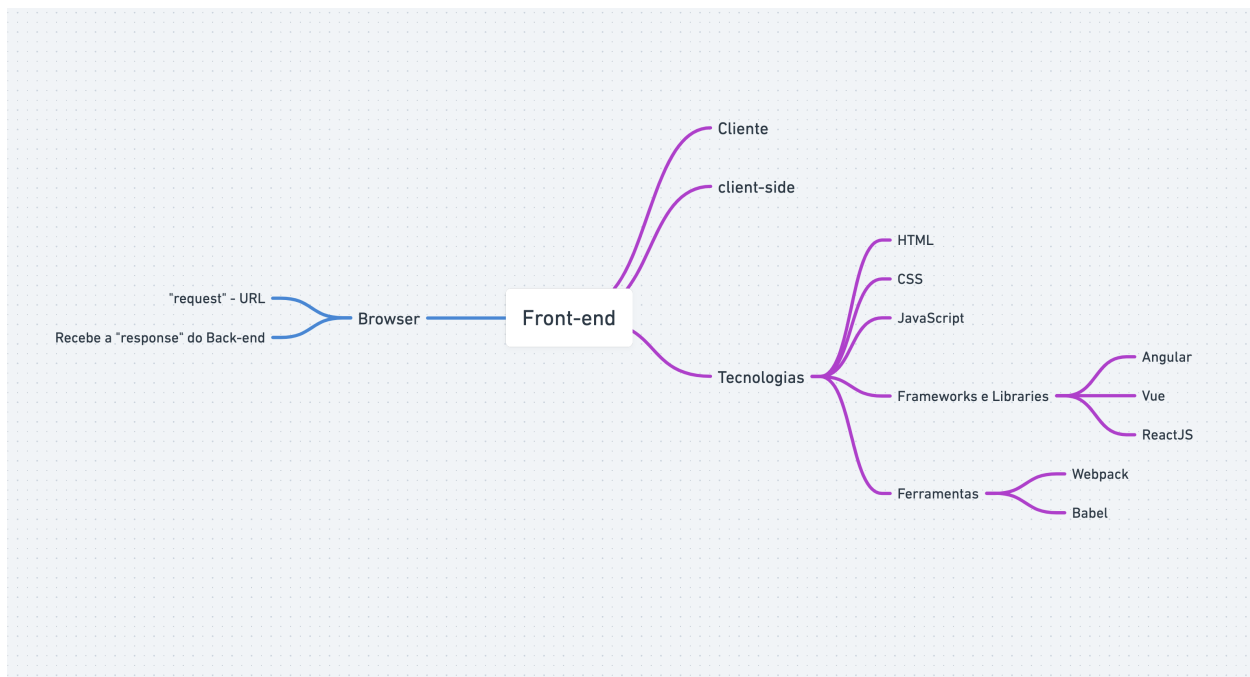 Cliente
client-side
HTML
CSS
"request" - URL
JavaScript
Browser
Front-end
Recebe a "response" do Back-end
Angular
Tecnologias
Frameworks e Libraries
Vue
ReactJS
Webpack
Ferramentas
Babel